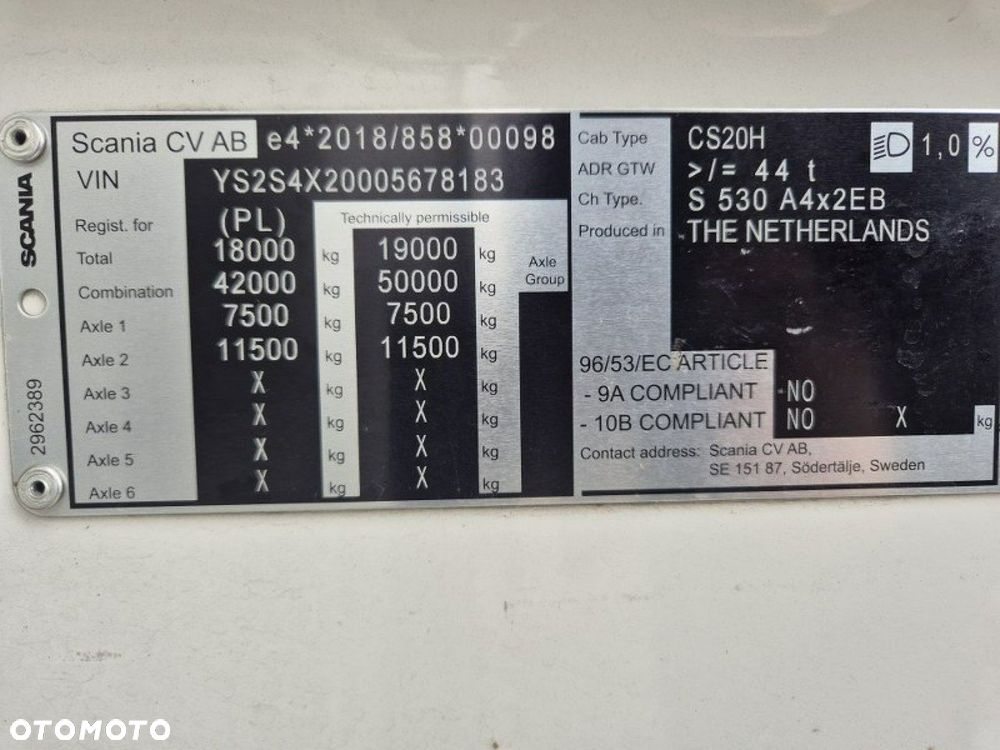 SCANIA
2962389
Scania CV AB e4*2018/858*00098
VIN YS2S4X20005678183
Regist. for (PL) Technically permissible
Total 18000 kg 19000 kg Axle Group
Combination 42000 kg 50000 kg
Axle 1 7500 kg 7500 kg
Axle 2 11500 kg 11500 kg
Axle 3 X kg X kg
Axle 4 X kg X kg
Axle 5 X kg X kg
Axle 6 X kg X kg
Cab Type CS20H 1,0 %
ADR GTW >/= 44 t
Ch Type. S 530 A4x2EB
Produced in THE NETHERLANDS
96/53/EC ARTICLE
- 9A COMPLIANT -NO
- 10B COMPLIANT NO X kg
Contact address: Scania CV AB,
SE 151 87, Södertälje, Sweden
OTOMOTO